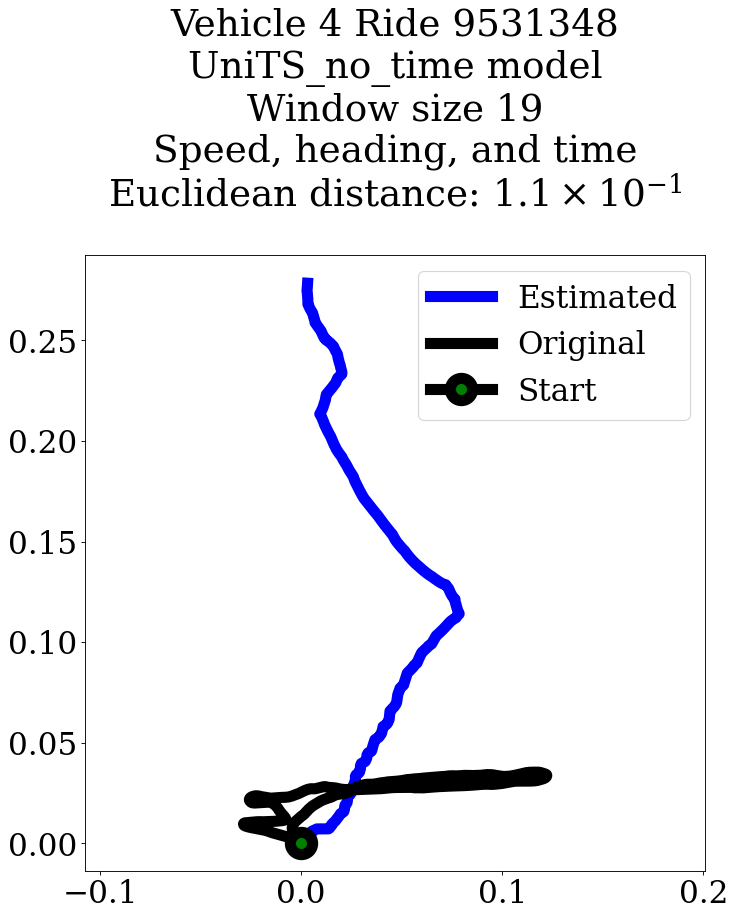 Vehicle 4 Ride 9531348
UniTS_no_time model
Window size 19
Speed, heading, and time
Euclidean distance: 1.1 × 10⁻¹
Estimated
Original
Start
0.25
0.20
0.15
0.10
0.05
0.00
−0.1
0.0
0.1
0.2